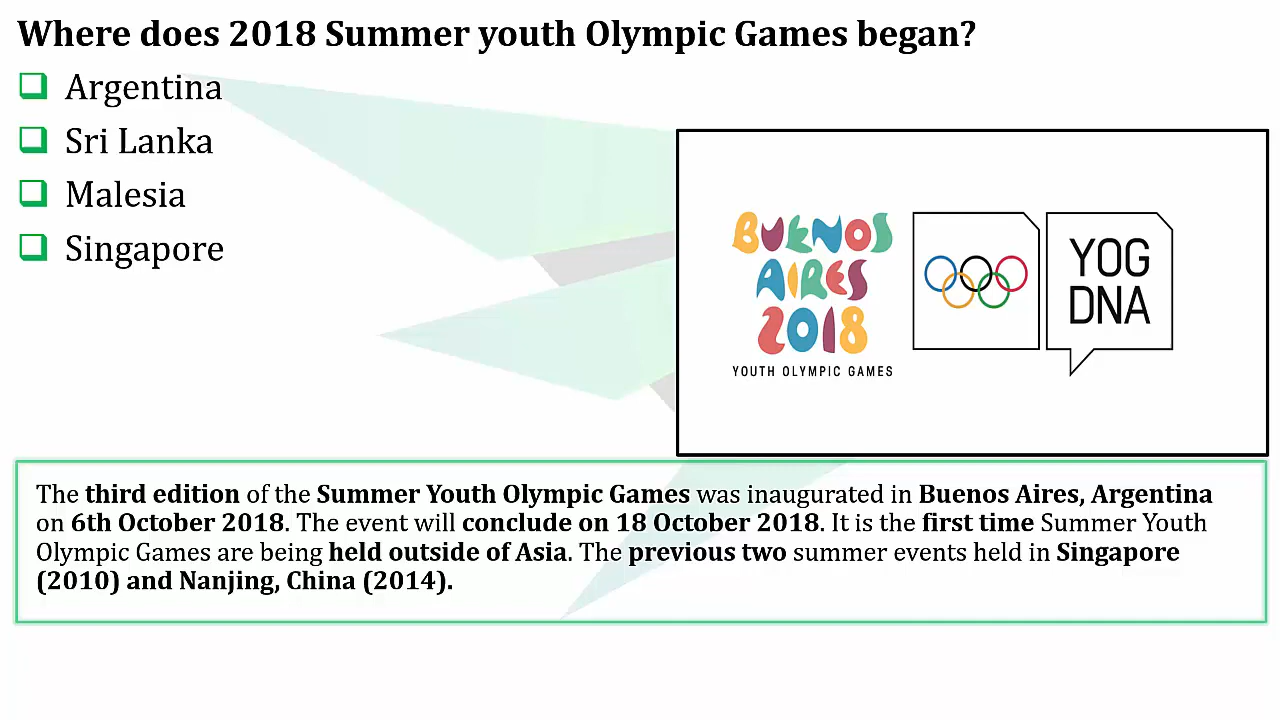 Where does 2018 Summer youth Olympic Games began?
Argentina
Sri Lanka
Malesia
Singapore
BUENOS
AIRES
2018
YOUTH OLYMPIC GAMES
YOG
DNA
The third edition of the Summer Youth Olympic Games was inaugurated in Buenos Aires, Argentina
on 6th October 2018. The event will conclude on 18 October 2018. It is the first time Summer Youth
Olympic Games are being held outside of Asia. The previous two summer events held in Singapore
(2010) and Nanjing, China (2014).